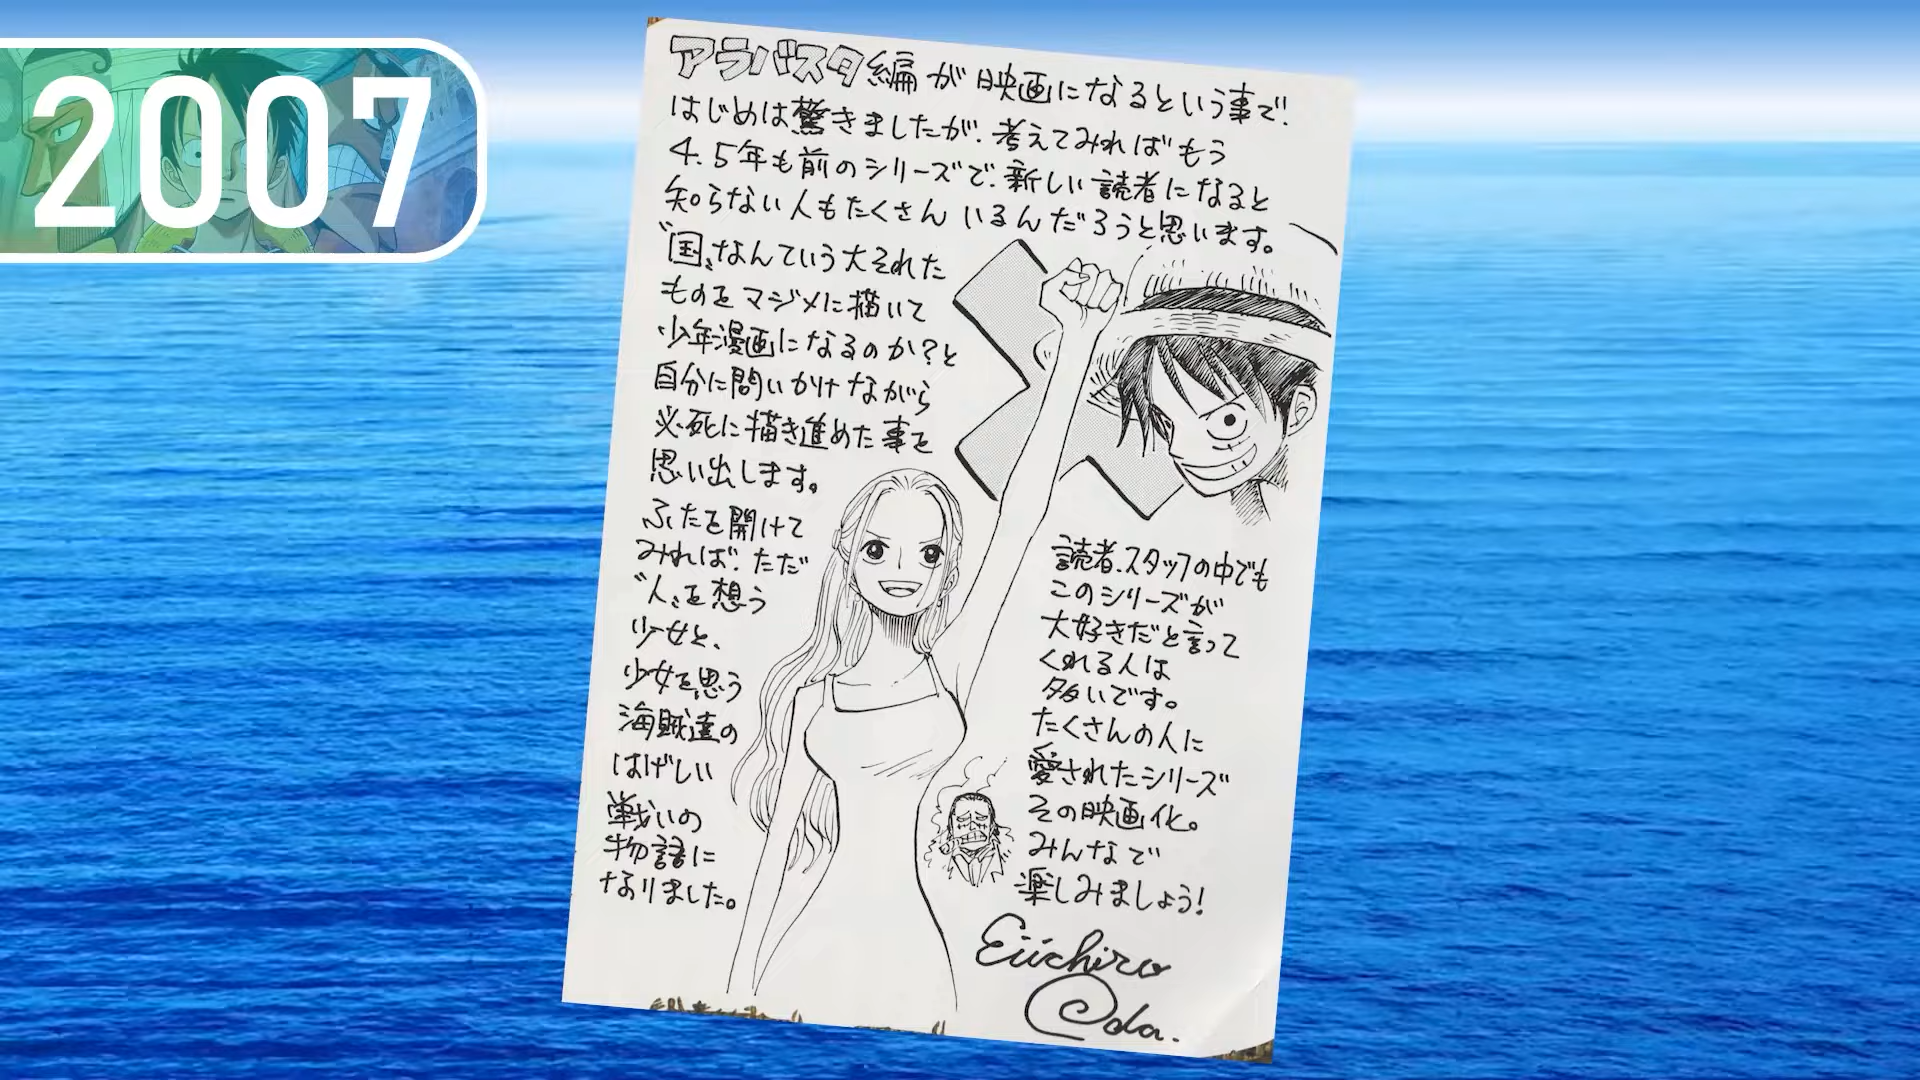 2007
アラバスタ編が映画になるという事で!
はじめは驚きましたが、考えてみればもう
4、5年も前のシリーズで、新しい読者になると
知らない人もたくさんいるんだろうと思います。
〝国〟なんていう大それた
ものをマジメに描いて
少年漫画になるのか?と
自分に問いかけながら
必死に描き進めた事を
思い出します。
ふたを開けて
みれば、ただ
〝人〟を想う
少女と、
少女を思う
海賊達の
はげしい
戦いの
物語に
なりました。
読者、スタッフの中でも
このシリーズが
大好きだと言って
くれる人は
多いです。
たくさんの人に
愛されたシリーズ
その映画化。
みんなで
楽しみましょう!
Eiichiro
Oda.